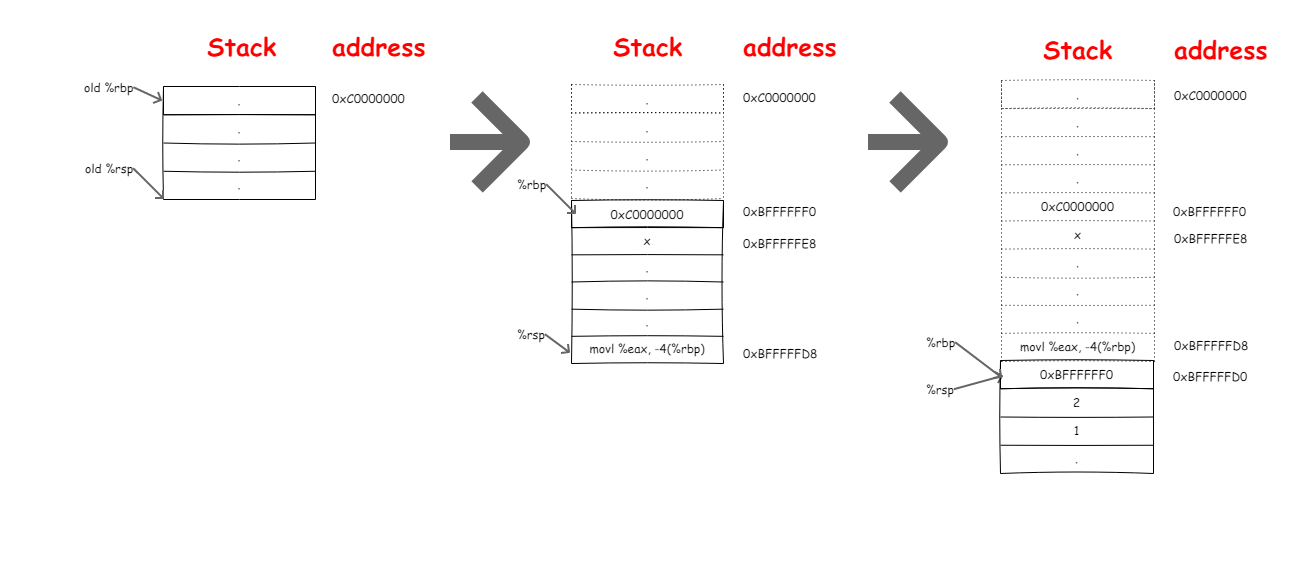 Stack address
old %rbp
. 0xC0000000
.
.
old %rsp
.
Stack address
. 0xC0000000
.
.
.
%rbp
0xC0000000 0xBFFFFFF0
x 0xBFFFFFE8
.
.
.
%rsp
movl %eax, -4(%rbp) 0xBFFFFFD8
Stack address
. 0xC0000000
.
.
.
0xC0000000 0xBFFFFFF0
x 0xBFFFFFE8
.
.
.
movl %eax, -4(%rbp) 0xBFFFFFD8
%rbp
0xBFFFFFF0 0xBFFFFFD0
%rsp
2
1
.